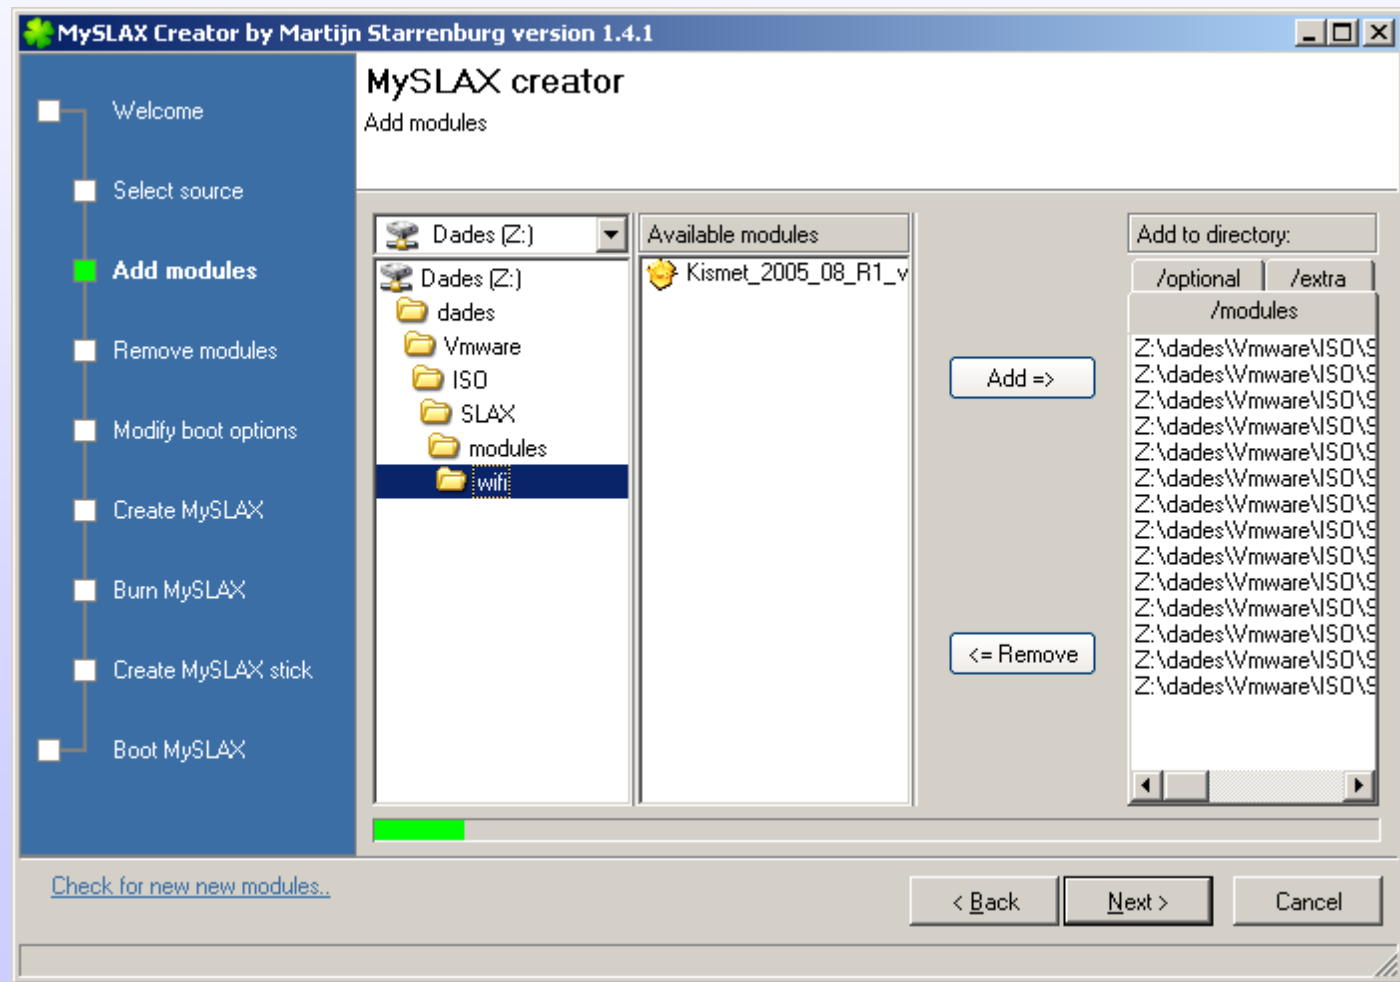 MySLAX Creator by Martijn Starrenburg version 1.4.1
Welcome
Select source
Add modules
Remove modules
Modify boot options
Create MySLAX
Burn MySLAX
Create MySLAX stick
Boot MySLAX
MySLAX creator
Add modules
Dades (Z:)
Dades (Z:)
dades
Vmware
ISO
SLAX
modules
wifi
Available modules
Kismet_2005_08_R1_v
Add =>
<= Remove
Add to directory:
/optional
/extra
/modules
Z:\dades\Vmware\ISO\S
Z:\dades\Vmware\ISO\S
Z:\dades\Vmware\ISO\S
Z:\dades\Vmware\ISO\S
Z:\dades\Vmware\ISO\S
Z:\dades\Vmware\ISO\S
Z:\dades\Vmware\ISO\S
Z:\dades\Vmware\ISO\S
Z:\dades\Vmware\ISO\S
Z:\dades\Vmware\ISO\S
Z:\dades\Vmware\ISO\S
Z:\dades\Vmware\ISO\S
Z:\dades\Vmware\ISO\S
Z:\dades\Vmware\ISO\S
Check for new new modules..
< Back
Next >
Cancel